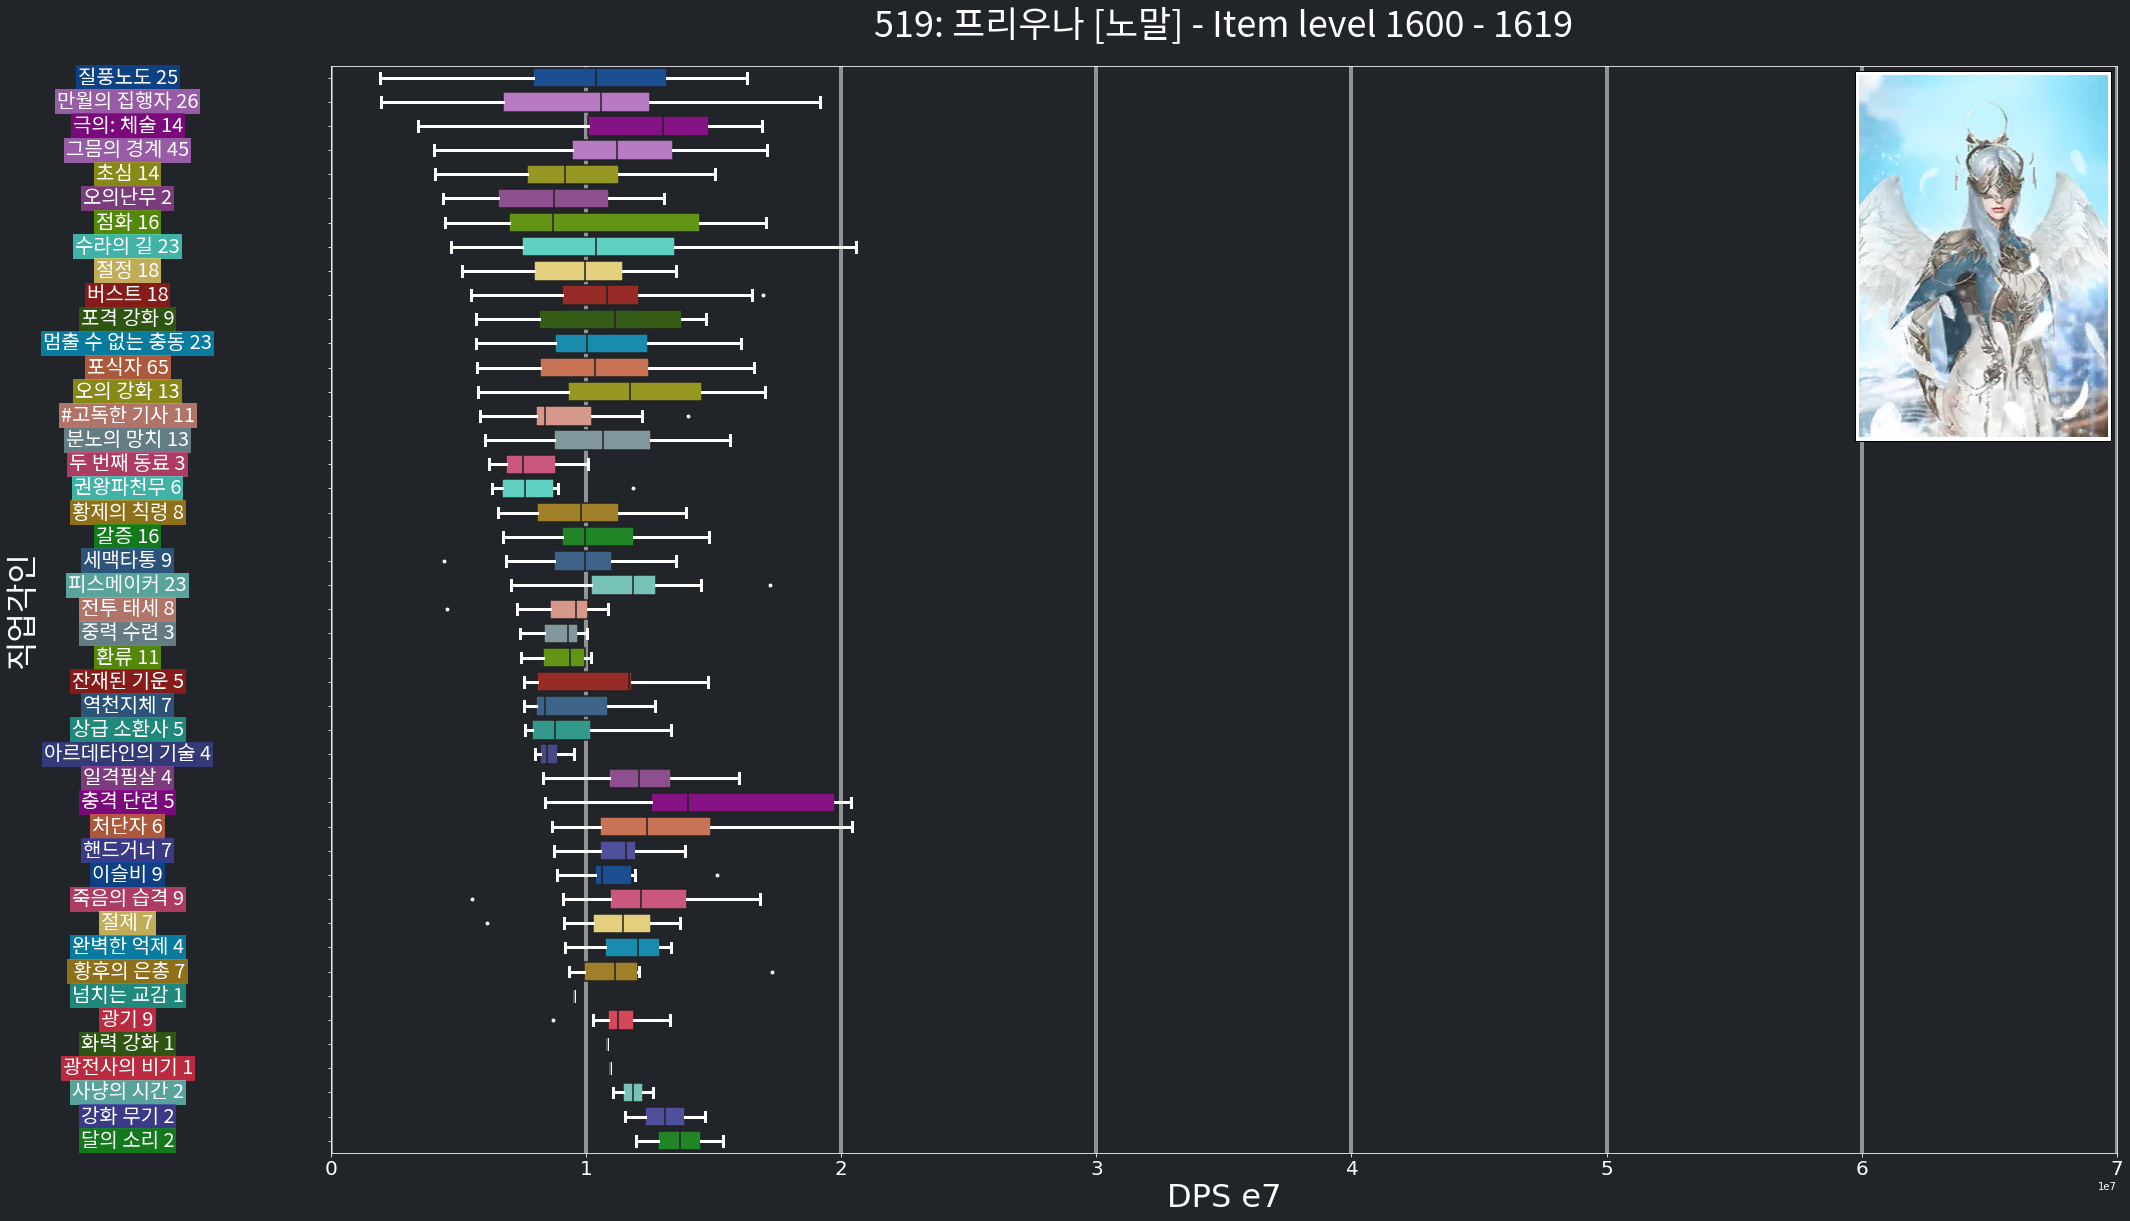 519: 프리우나 [노말] - Item level 1600 - 1619
질풍노도 25
만월의 집행자 26
극의: 체술 14
그믐의 경계 45
초심 14
오의난무 2
점화 16
수라의 길 23
절정 18
버스트 18
포격 강화 9
멈출 수 없는 충동 23
포식자 65
오의 강화 13
#고독한 기사 11
분노의 망치 13
두 번째 동료 3
권왕파천무 6
황제의 칙령 8
갈증 16
세맥타통 9
피스메이커 23
전투 태세 8
중력 수련 3
환류 11
잔재된 기운 5
역천지체 7
상급 소환사 5
아르데타인의 기술 4
일격필살 4
충격 단련 5
처단자 6
핸드거너 7
이슬비 9
죽음의 습격 9
절제 7
완벽한 억제 4
황후의 은총 7
넘치는 교감 1
광기 9
화력 강화 1
광전사의 비기 1
사냥의 시간 2
강화 무기 2
달의 소리 2
직업각인
0 1 2 3 4 5 6 7
1e7
DPS e7